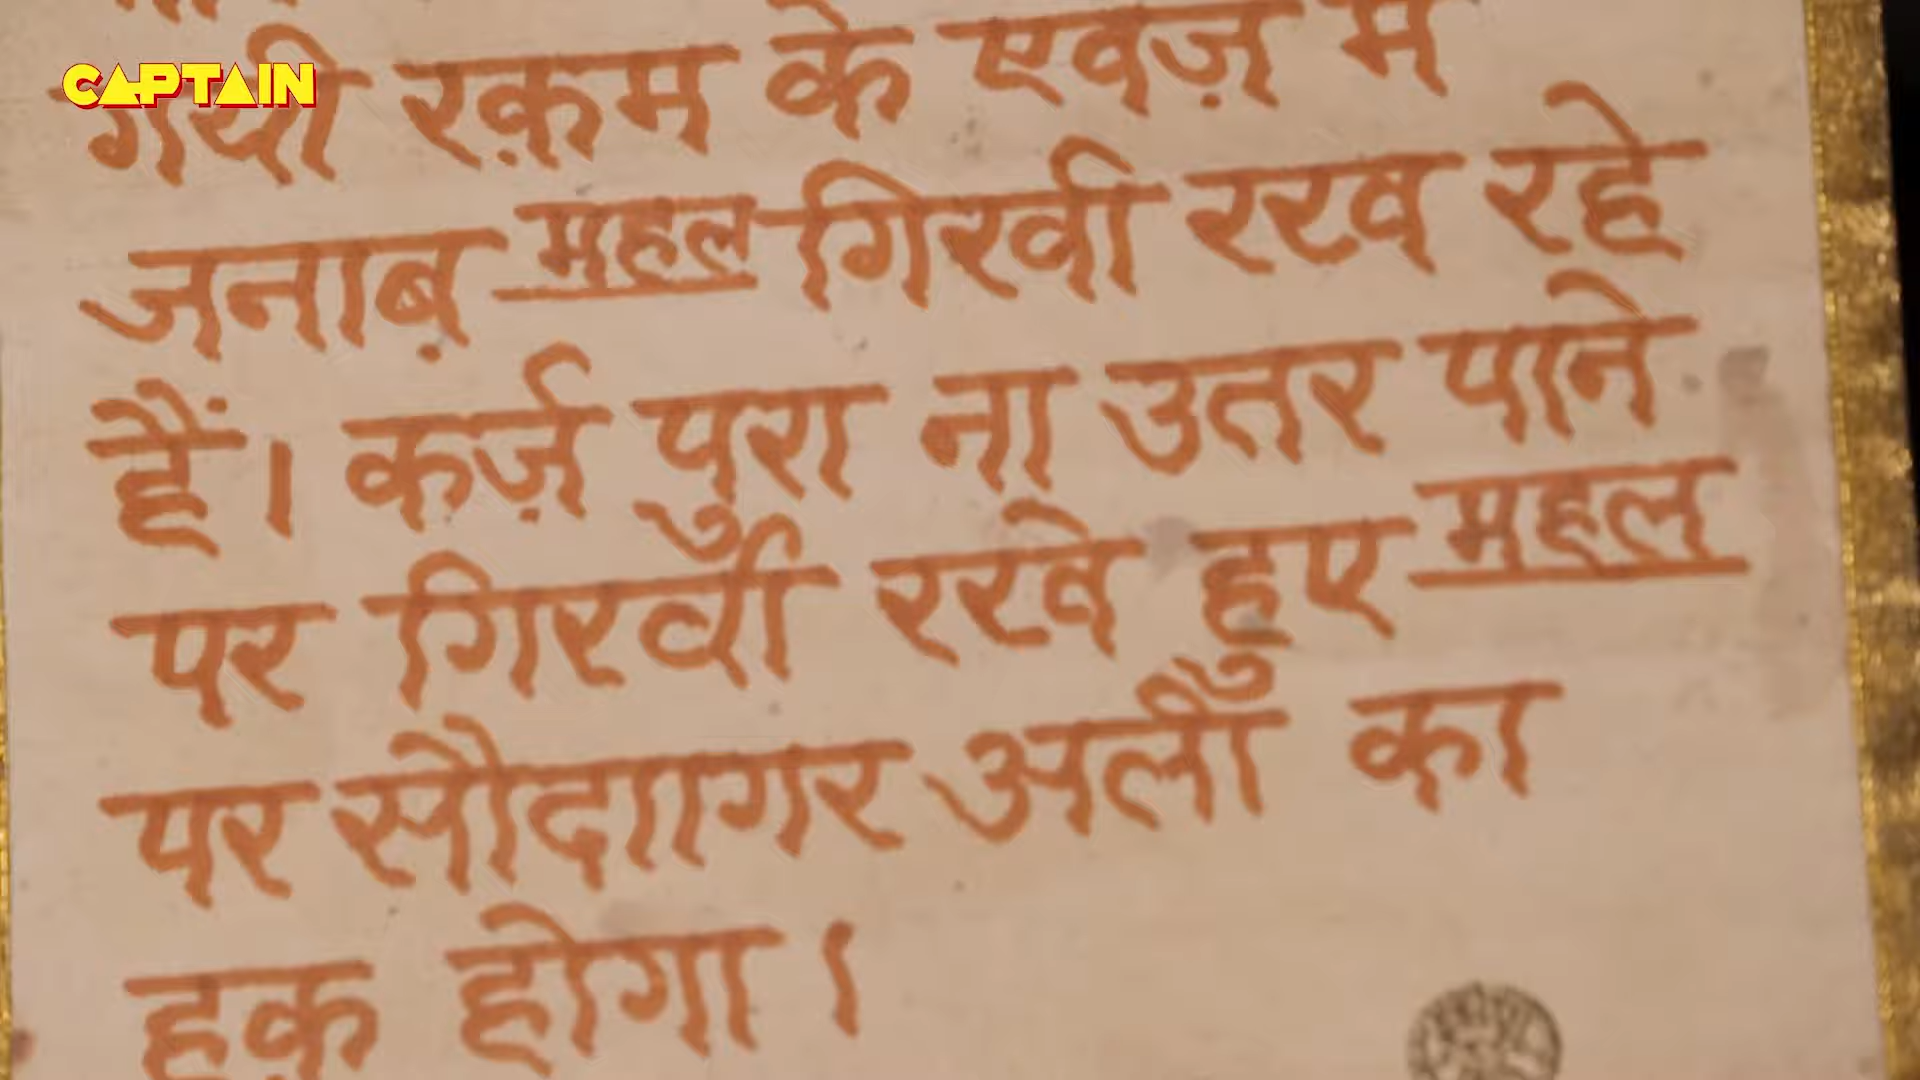 CAPTAIN
गयी रक़म के एवज़ में
जनाब़ महल गिरवी रख रहे
हैं। कर्ज़ पुरा ना उतर पाने
पर गिरवी रखे हुए महल
पर सौदाागर अली का
हक़ होगा।